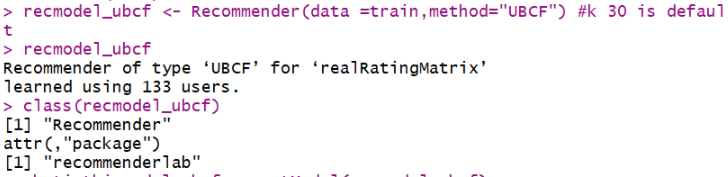 > recmodel_ubcf <- Recommender(data =train,method="UBCF") #k 30 is defaul
t
> recmodel_ubcf
Recommender of type ‘UBCF’ for ‘realRatingMatrix’
learned using 133 users.
> class(recmodel_ubcf)
[1] "Recommender"
attr(,"package")
[1] "recommenderlab"